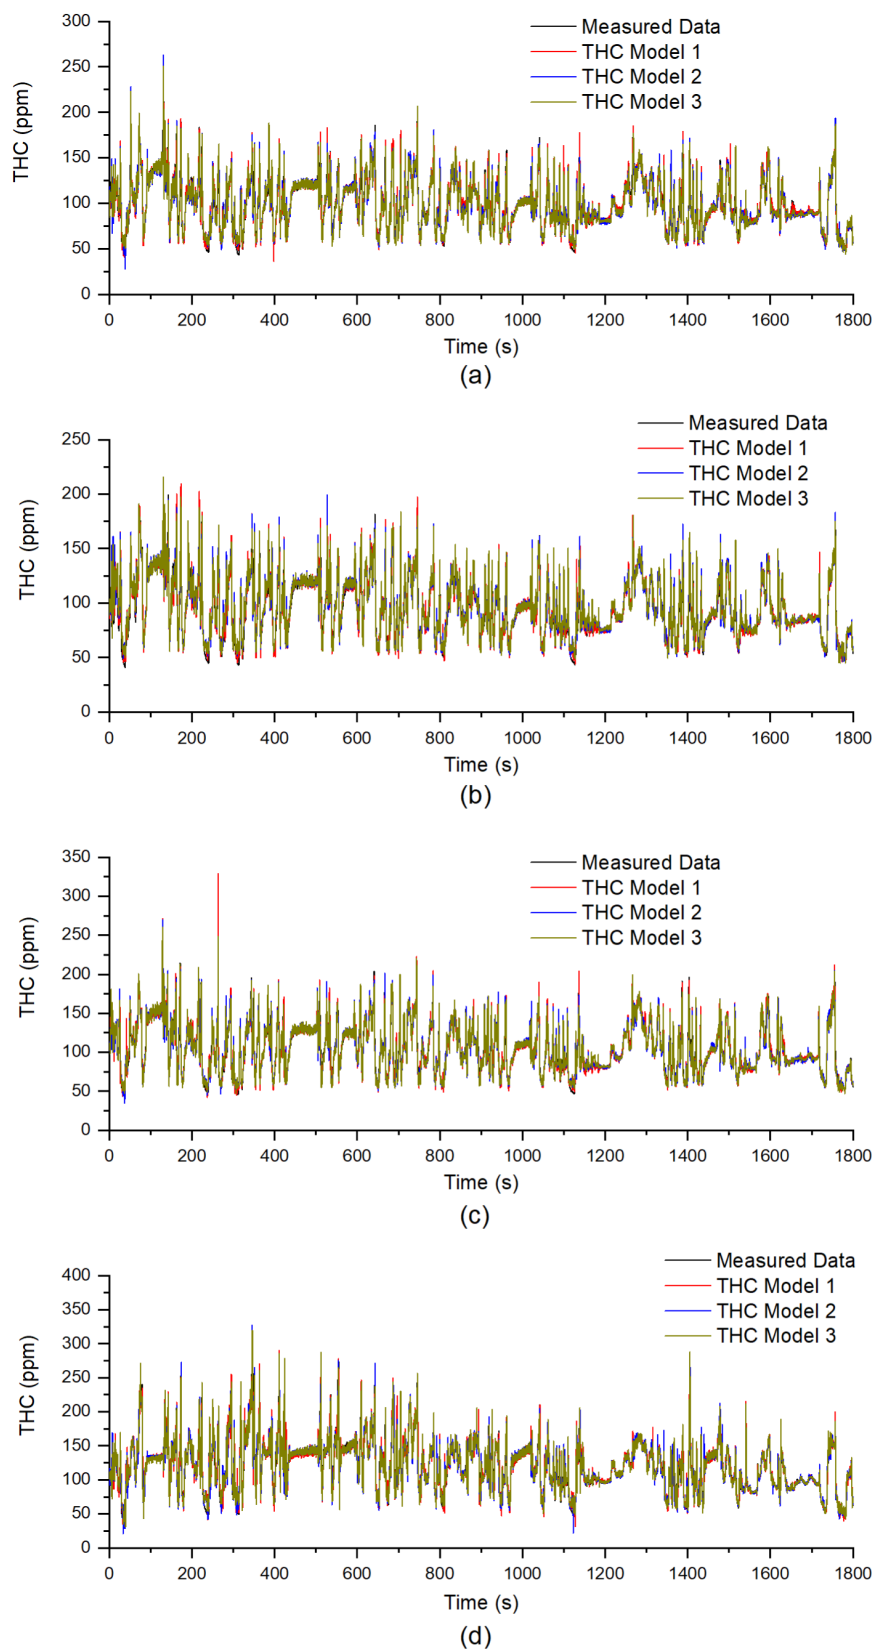 Measured Data
THC Model 1
THC Model 2
THC Model 3
THC (ppm)
300
250
200
150
100
50
0
0 200 400 600 800 1000 1200 1400 1600 1800
Time (s)
(a)
Measured Data
THC Model 1
THC Model 2
THC Model 3
THC (ppm)
250
200
150
100
50
0
0 200 400 600 800 1000 1200 1400 1600 1800
Time (s)
(b)
Measured Data
THC Model 1
THC Model 2
THC Model 3
THC (ppm)
350
300
250
200
150
100
50
0
0 200 400 600 800 1000 1200 1400 1600 1800
Time (s)
(c)
Measured Data
THC Model 1
THC Model 2
THC Model 3
THC (ppm)
400
350
300
250
200
150
100
50
0
0 200 400 600 800 1000 1200 1400 1600 1800
Time (s)
(d)